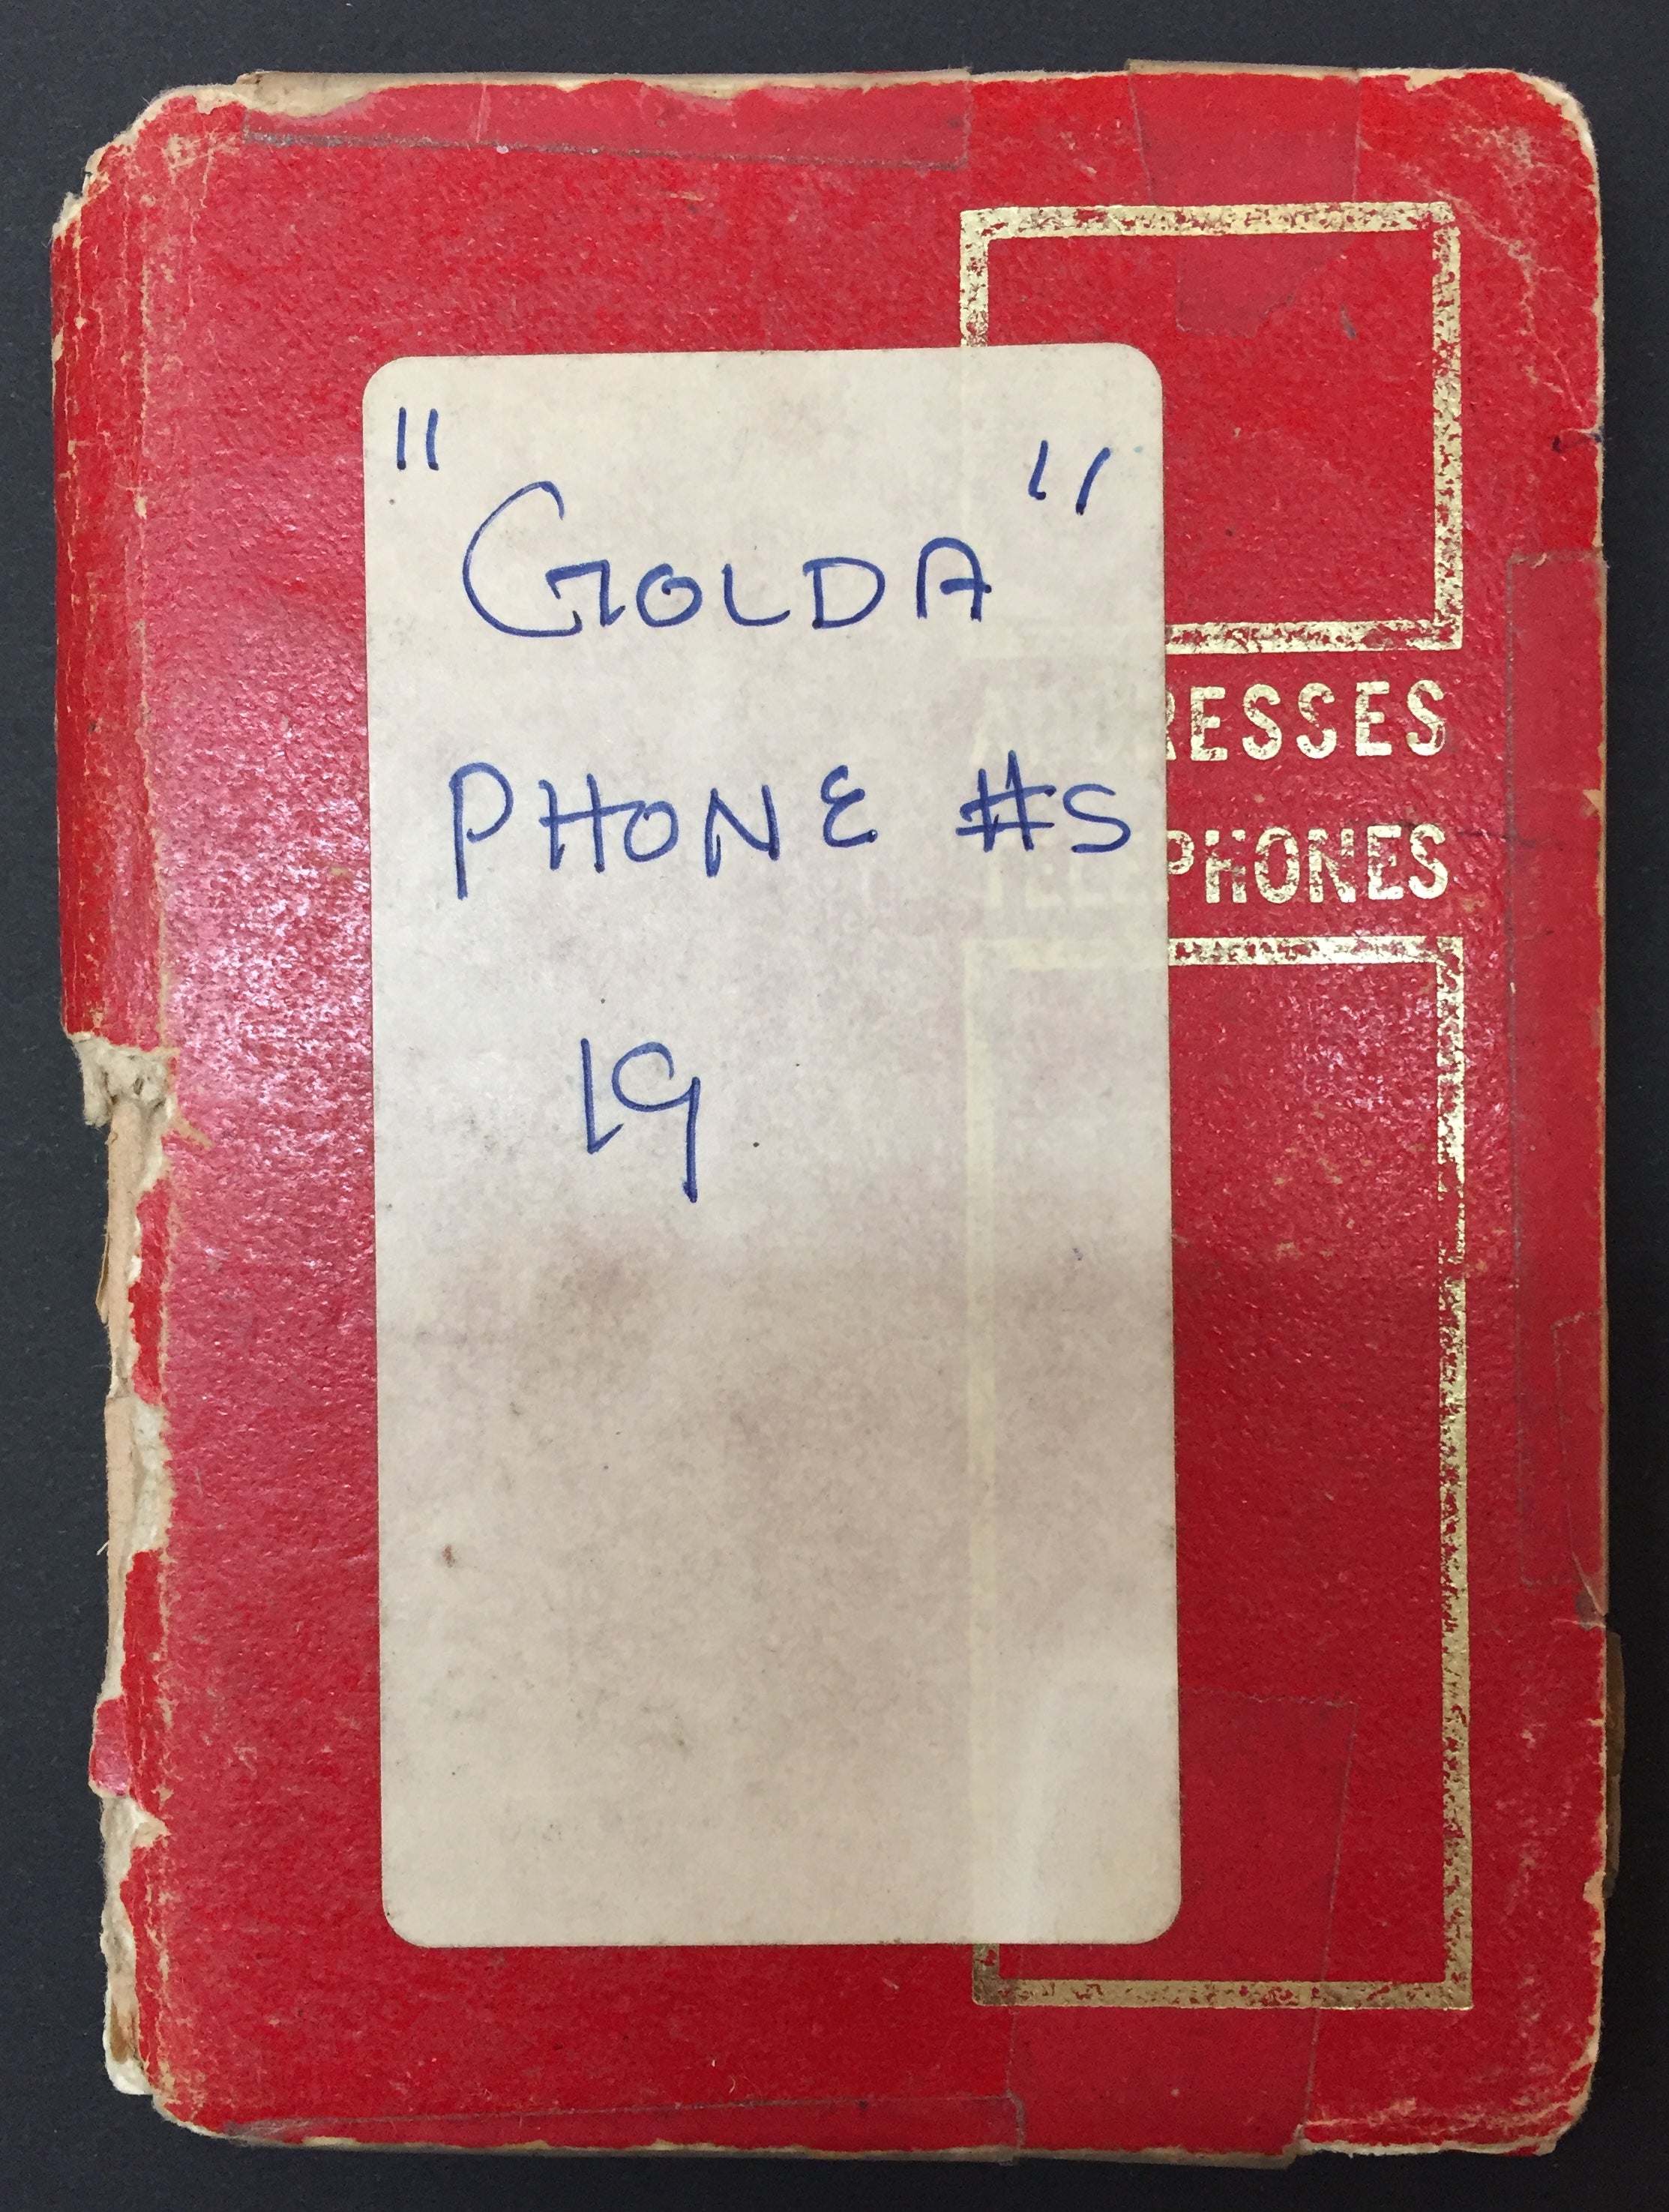 "GOLDA"
PHONE #S
19
RESSES
PHONES